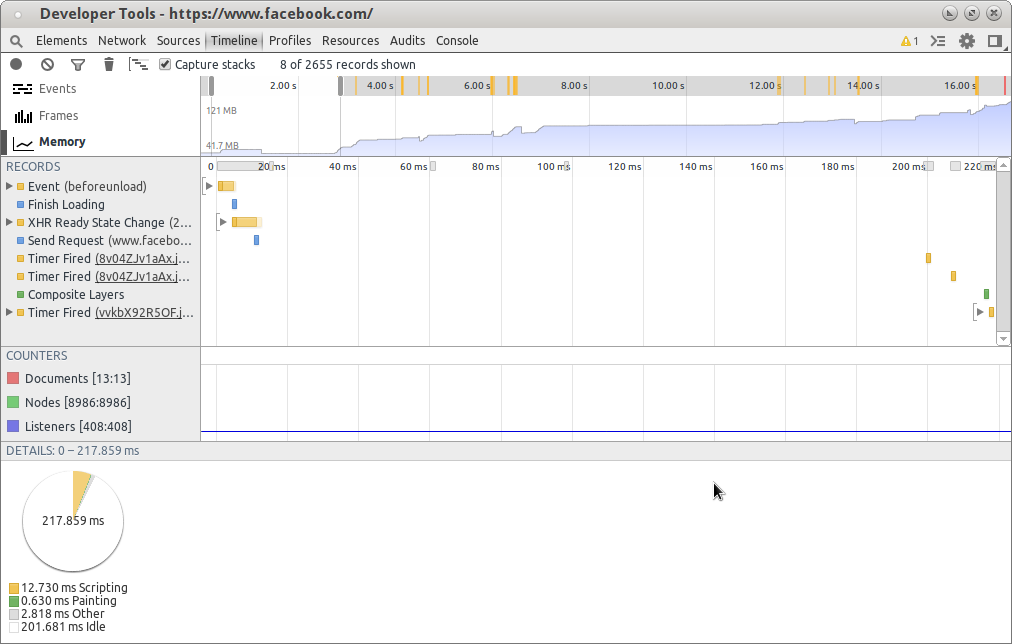 Developer Tools - https://www.facebook.com/
Elements Network Sources Timeline Profiles Resources Audits Console 1
Capture stacks 8 of 2655 records shown
Events
Frames
Memory
2.00 s 4.00 s 6.00 s 8.00 s 10.00 s 12.00 s 14.00 s 16.00 s
121 MB
41.7 MB
RECORDS
0 20 ms 40 ms 60 ms 80 ms 100 ms 120 ms 140 ms 160 ms 180 ms 200 ms 220 ms
Event (beforeunload)
Finish Loading
XHR Ready State Change (2...
Send Request (www.facebo...
Timer Fired (8v04ZJv1aAx.j...
Timer Fired (8v04ZJv1aAx.j...
Composite Layers
Timer Fired (vvkbX92R5OF.j...
COUNTERS
Documents [13:13]
Nodes [8986:8986]
Listeners [408:408]
DETAILS: 0 – 217.859 ms
217.859 ms
12.730 ms Scripting
0.630 ms Painting
2.818 ms Other
201.681 ms Idle